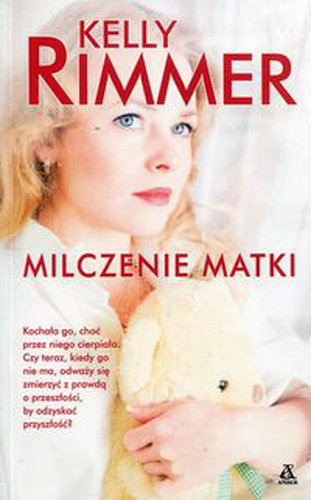 KELLY
RIMMER
MILCZENIE MATKI
Kochała go, choć
przez niego cierpiała.
Czy teraz, kiedy go
nie ma, odważy się
zmierzyć z prawdą
o przeszłości,
by odzyskać
przyszłość?
AMBER